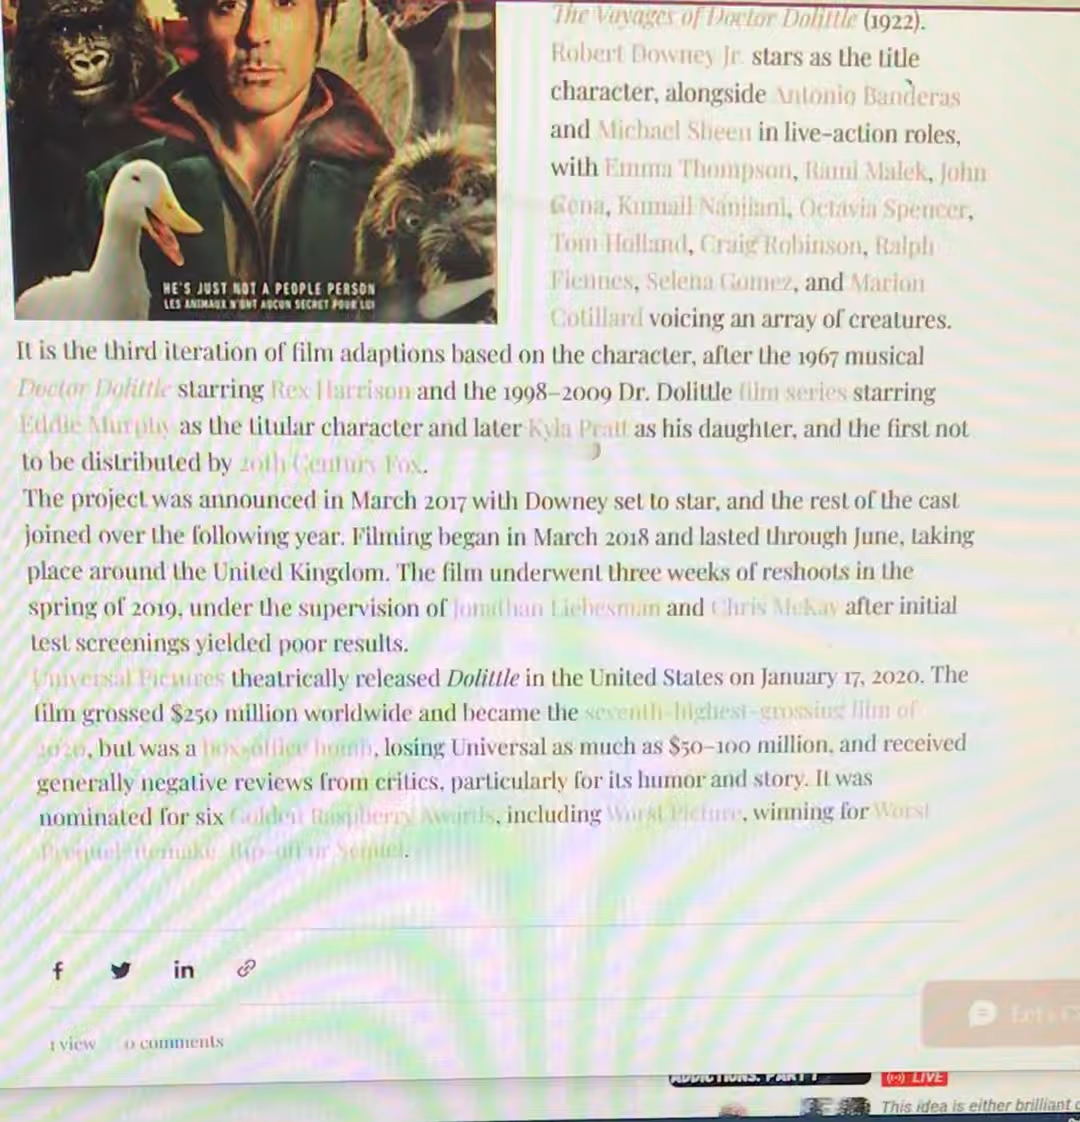 The Voyages of Doctor Dolittle (1922).
Robert Downey Jr. stars as the title
character, alongside Antonio Banderas
and Michael Sheen in live-action roles,
with Emma Thompson, Rami Malek, John
Cena, Kumail Nanjiani, Octavia Spencer,
Tom Holland, Craig Robinson, Ralph
Fiennes, Selena Gomez, and Marion
Cotillard voicing an array of creatures.
HE'S JUST NOT A PEOPLE PERSON
LES ANIMAUX N'ONT AUCUN SECRET POUR LUI
It is the third iteration of film adaptions based on the character, after the 1967 musical
Doctor Dolittle starring Rex Harrison and the 1998–2009 Dr. Dolittle film series starring
Eddie Murphy as the titular character and later Kyla Pratt as his daughter, and the first not
to be distributed by 20th Century Fox.
The project was announced in March 2017 with Downey set to star, and the rest of the cast
joined over the following year. Filming began in March 2018 and lasted through June, taking
place around the United Kingdom. The film underwent three weeks of reshoots in the
spring of 2019, under the supervision of Jonathan Liebesman and Chris McKay after initial
test screenings yielded poor results.
Universal Pictures theatrically released Dolittle in the United States on January 17, 2020. The
film grossed $250 million worldwide and became the seventh-highest-grossing film of
2020, but was a box-office bomb, losing Universal as much as $50–100 million, and received
generally negative reviews from critics, particularly for its humor and story. It was
nominated for six Golden Raspberry Awards, including Worst Picture, winning for Worst
Prequel, Remake, Rip-off or Sequel.
in
1 view 0 comments
Let's
ADDICTIONS, PART 1
LIVE
This idea is either brilliant